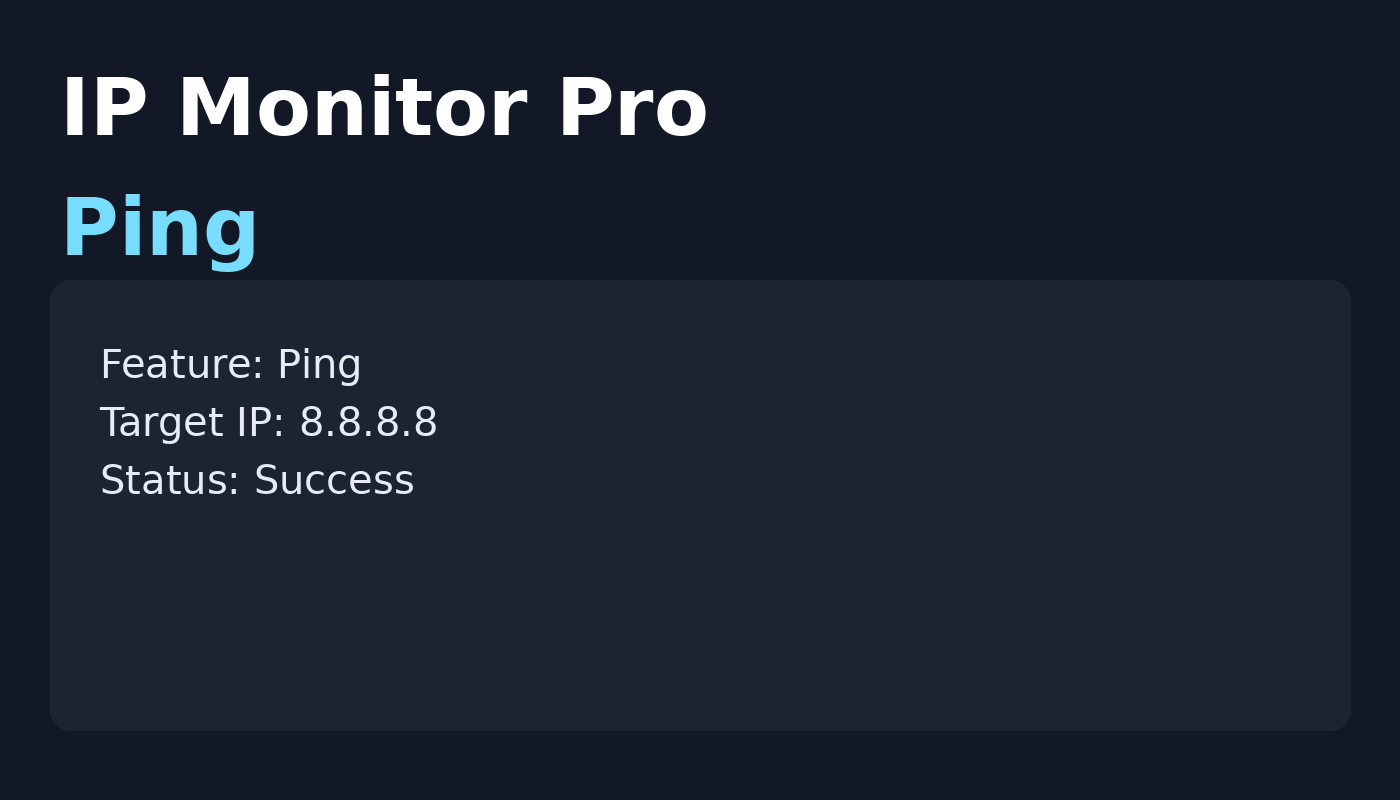 IP Monitor Pro
Ping
Feature: Ping
Target IP: 8.8.8.8
Status: Success